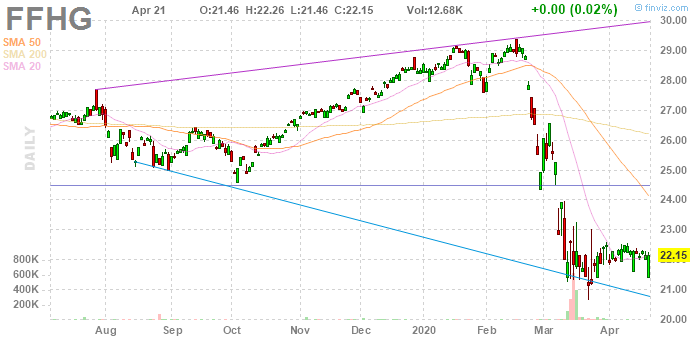 FFHG Apr 21 O:21.46 H:22.26 L:21.46 C:22.15 Vol:12.68K +0.00 (0.02%) © finviz.com
SMA 50
SMA 200
SMA 20
DAILY
30.00
29.00
28.00
27.00
26.00
25.00
24.00
23.00
22.15
21.00
20.00
800K
600K
400K
200K
Aug Sep Oct Nov Dec 2020 Feb Mar Apr